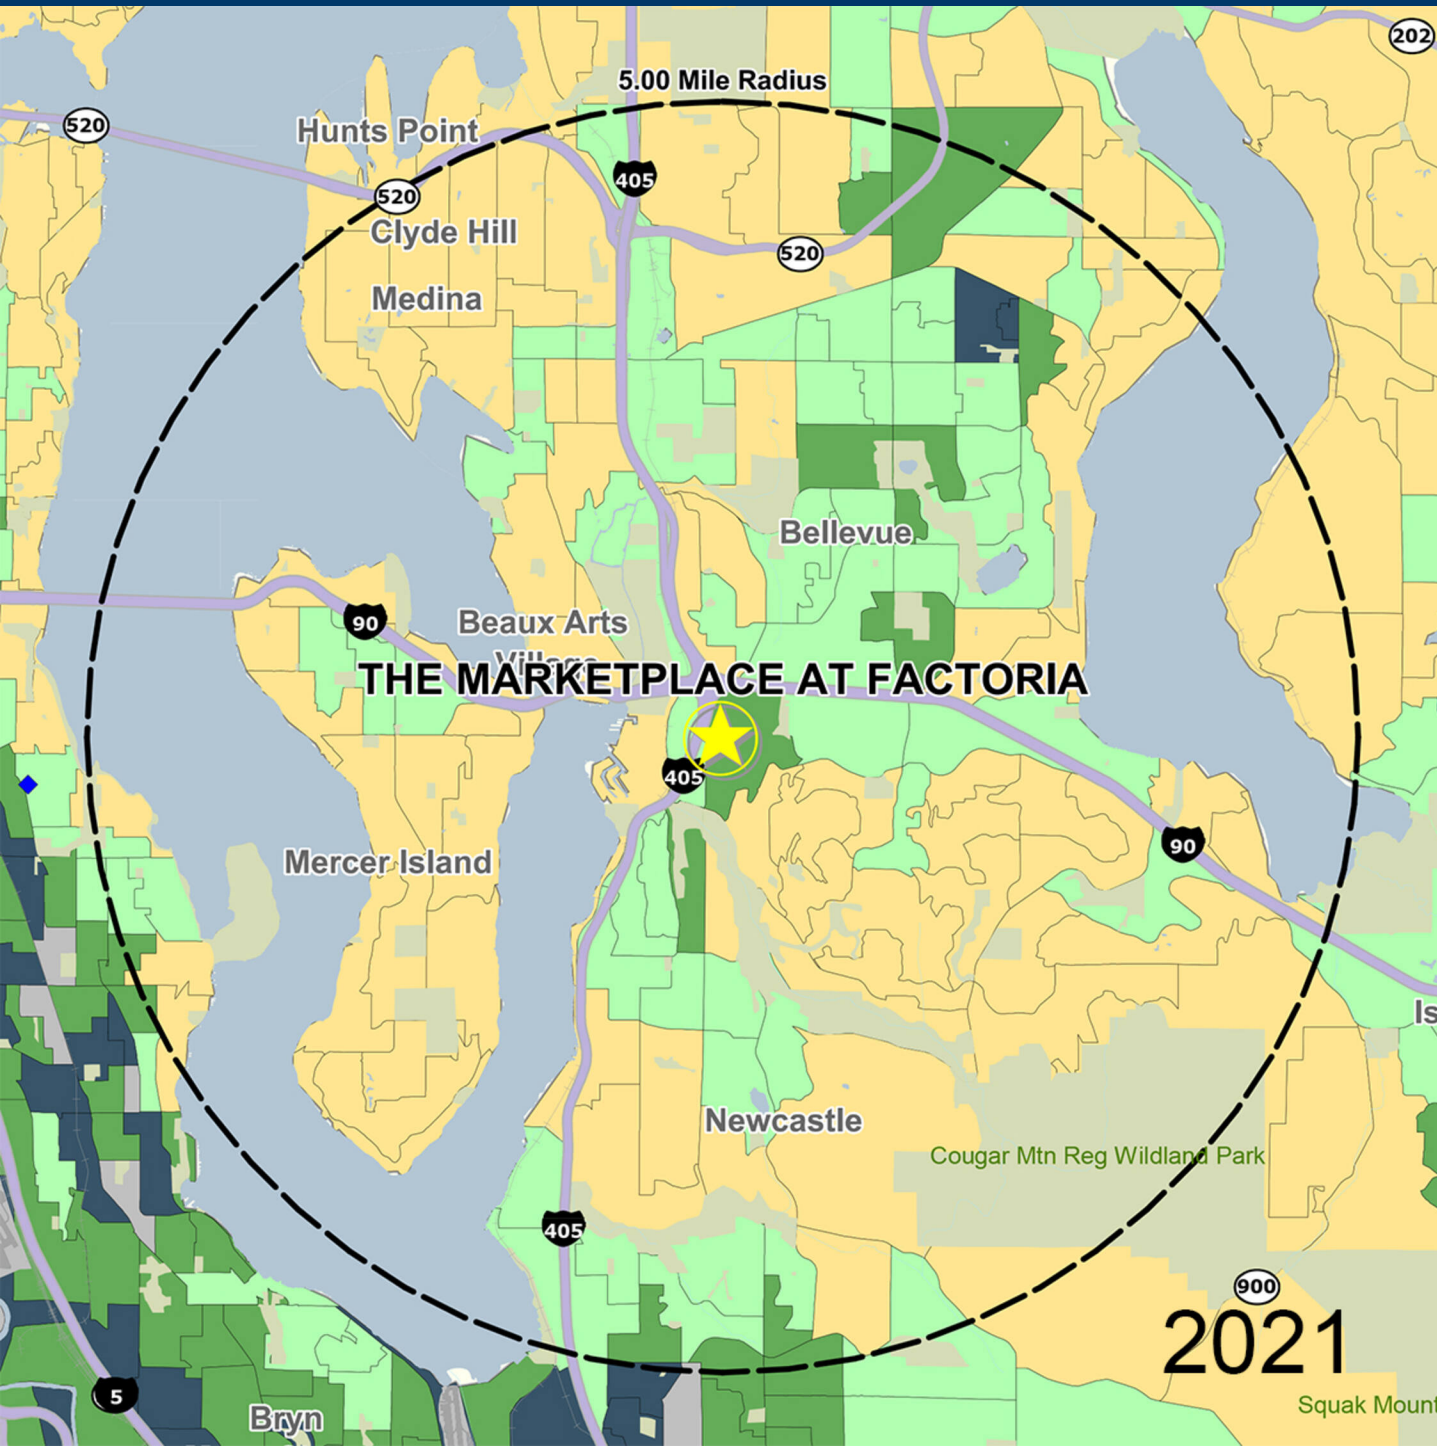 202
5.00 Mile Radius
520
Hunts Point
405
520
Clyde Hill
520
Medina
Bellevue
90
Beaux Arts
Village
THE MARKETPLACE AT FACTORIA
405
90
Mercer Island
Is
Newcastle
Cougar Mtn Reg Wildland Park
405
900
2021
5
Squak Mount
Bryn